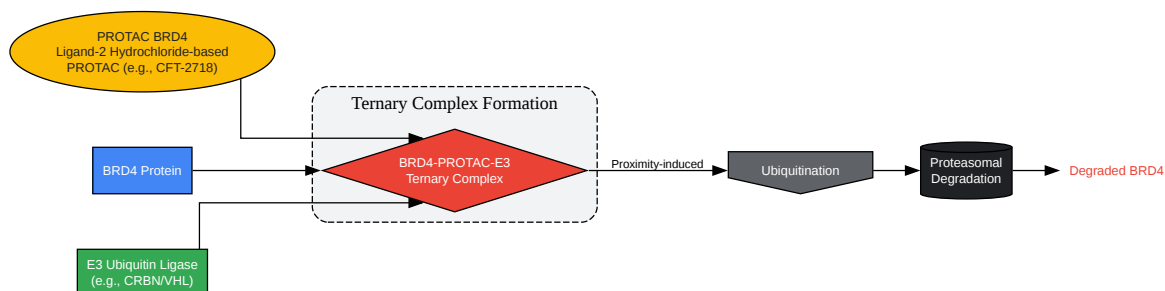 PROTAC BRD4
Ligand-2 Hydrochloride-based
PROTAC (e.g., CFT-2718)
Ternary Complex Formation
BRD4 Protein
BRD4-PROTAC-E3
Ternary Complex
Proximity-induced
Ubiquitination
Proteasomal
Degradation
Degraded BRD4
E3 Ubiquitin Ligase
(e.g., CRBN/VHL)